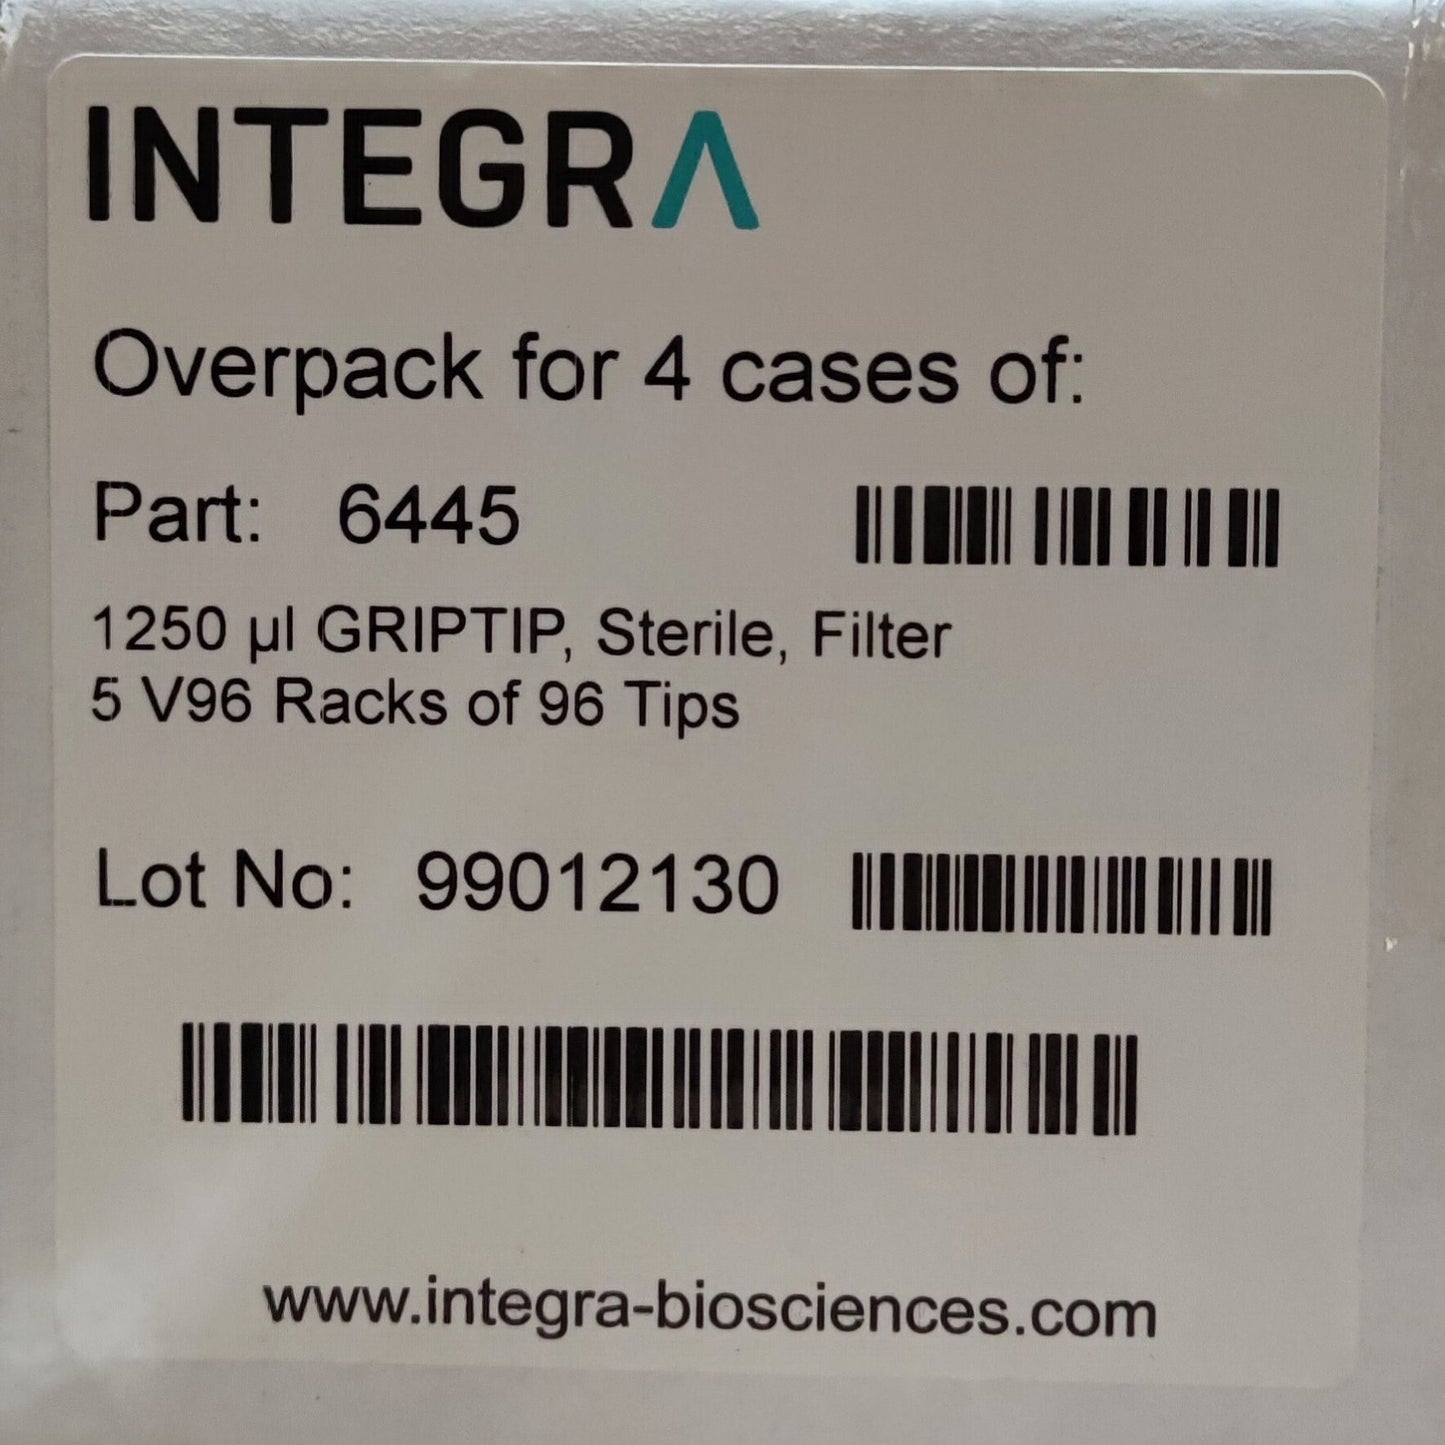 INTEGRA
Overpack for 4 cases of:
Part: 6445
1250 µl GRIPTIP, Sterile, Filter
5 V96 Racks of 96 Tips
Lot No: 99012130
www.integra-biosciences.com